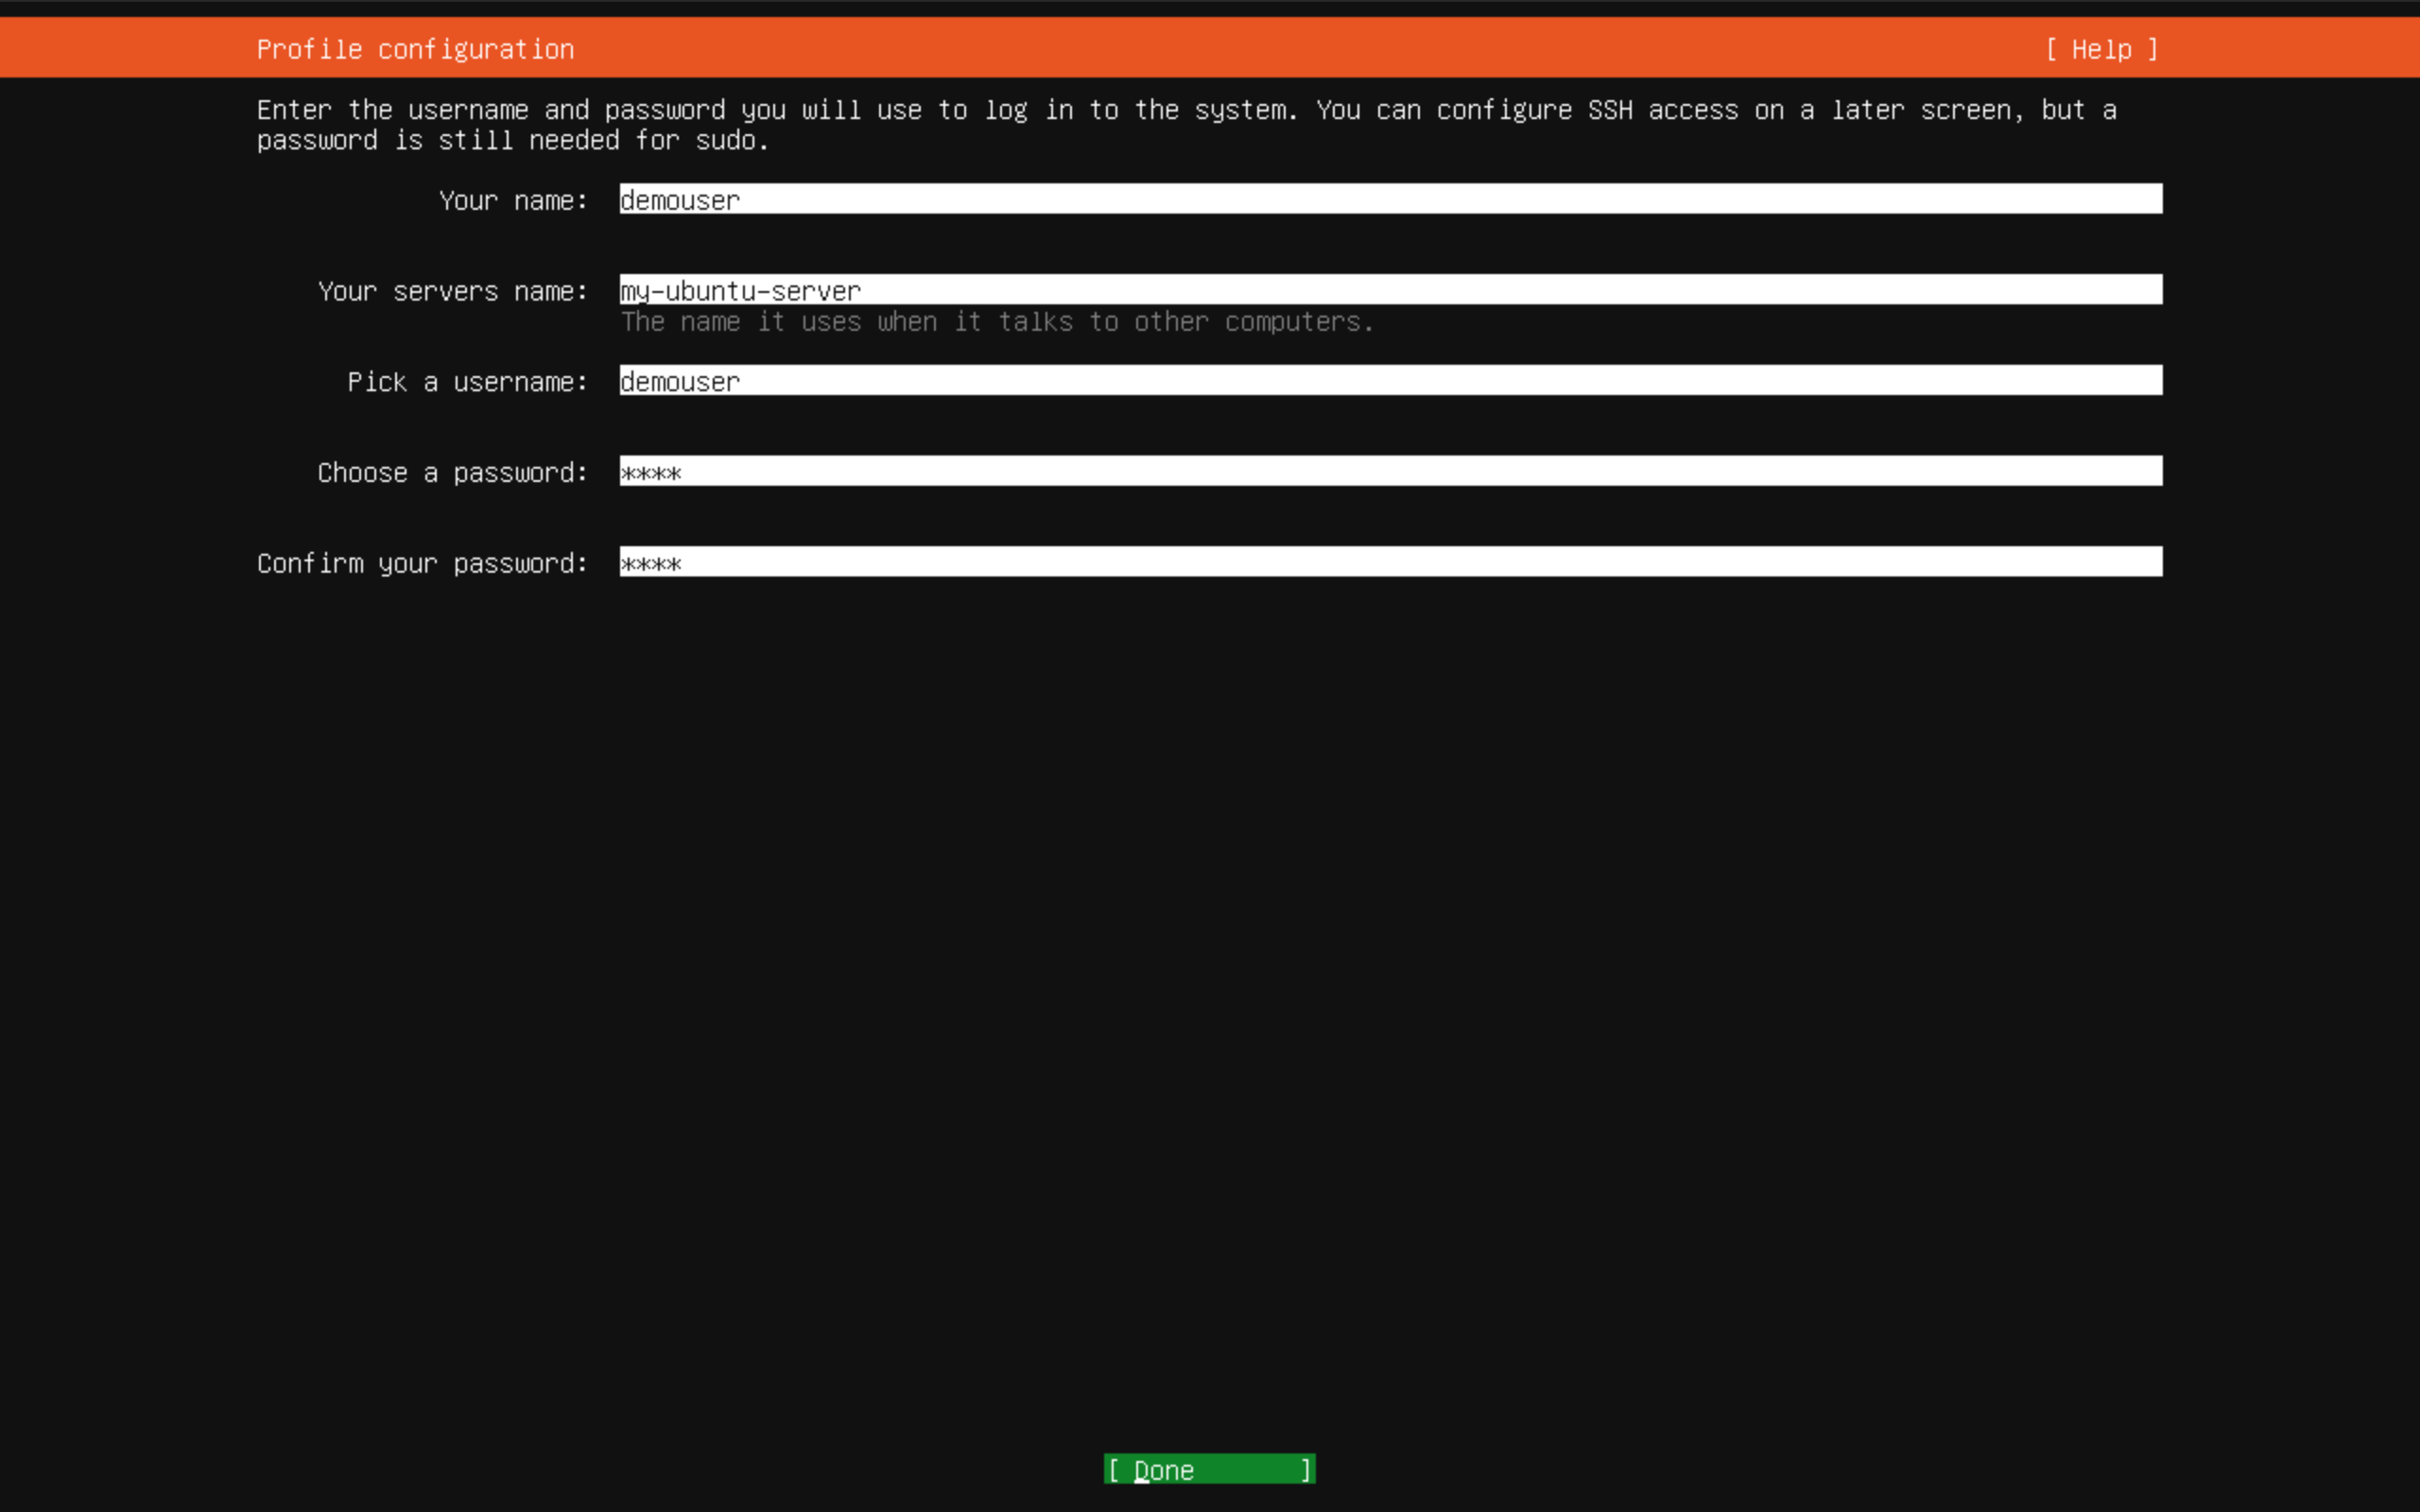 Profile configuration [ Help ]
Enter the username and password you will use to log in to the system. You can configure SSH access on a later screen, but a
password is still needed for sudo.
Your name: demouser
Your servers name: my-ubuntu-server
The name it uses when it talks to other computers.
Pick a username: demouser
Choose a password: ****
Confirm your password: ****
[ Done ]